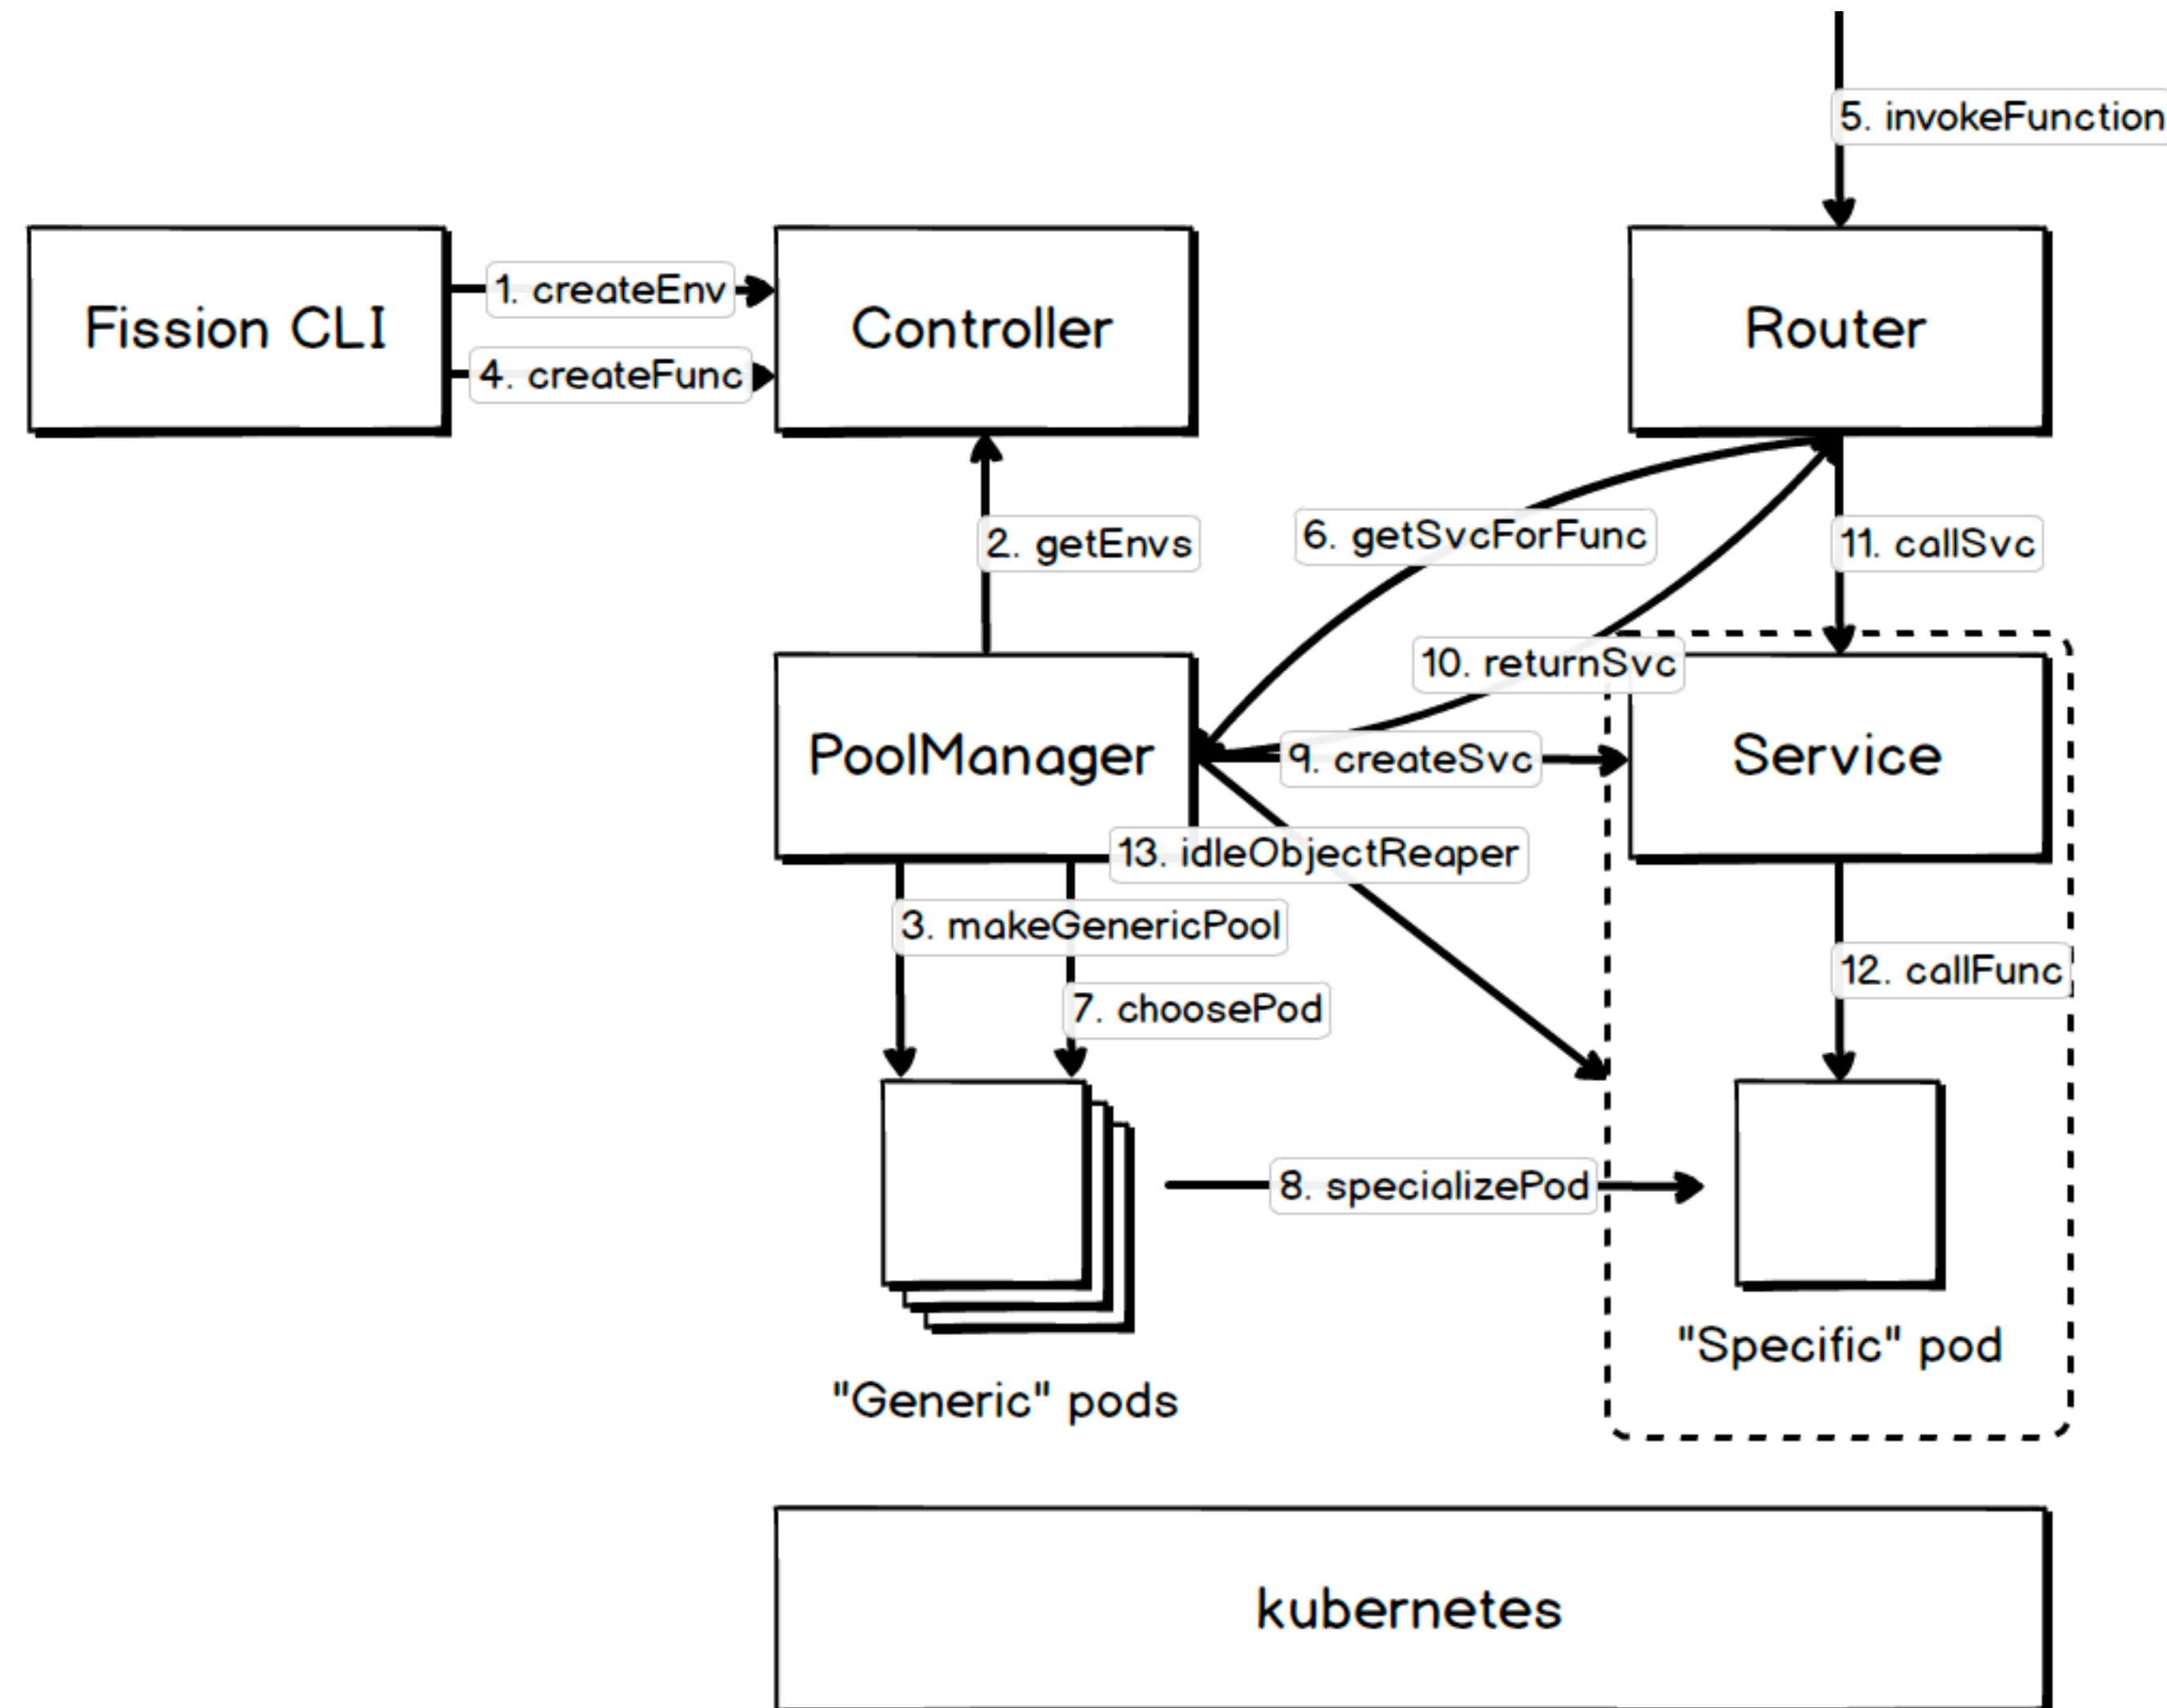 5. invokeFunction
Fission CLI
1. createEnv
4. createFunc
Controller
Router
2. getEnvs
6. getSvcForFunc
11. callSvc
10. returnSvc
PoolManager
9. createSvc
Service
13. idleObjectReaper
3. makeGenericPool
12. callFunc
7. choosePod
8. specializePod
"Specific" pod
"Generic" pods
kubernetes